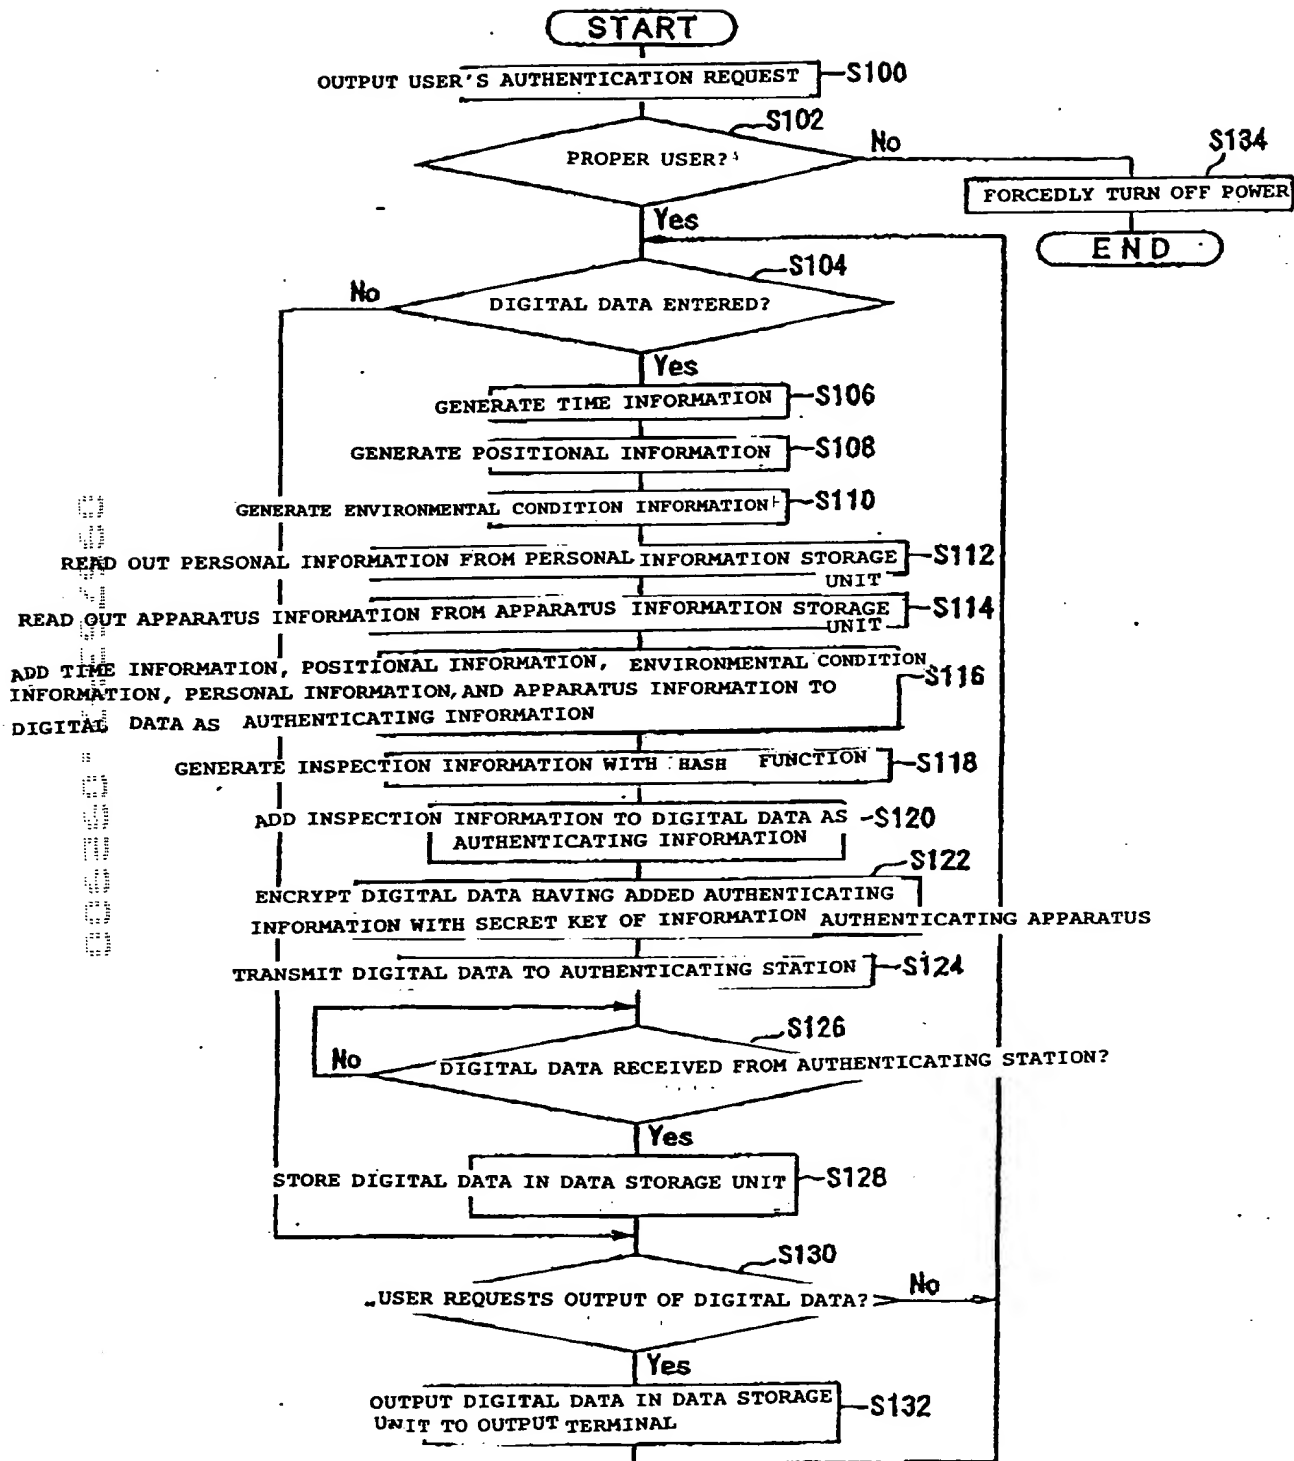 START
OUTPUT USER'S AUTHENTICATION REQUEST
S100
S102
PROPER USER?
No
S134
FORCEDLY TURN OFF POWER
END
Yes
S104
No
DIGITAL DATA ENTERED?
Yes
GENERATE TIME INFORMATION
S106
GENERATE POSITIONAL INFORMATION
S108
GENERATE ENVIRONMENTAL CONDITION INFORMATION
S110
READ OUT PERSONAL INFORMATION FROM PERSONAL INFORMATION STORAGE
UNIT
S112
READ OUT APPARATUS INFORMATION FROM APPARATUS INFORMATION STORAGE
UNIT
S114
ADD TIME INFORMATION, POSITIONAL INFORMATION, ENVIRONMENTAL CONDITION
INFORMATION, PERSONAL INFORMATION, AND APPARATUS INFORMATION TO
DIGITAL DATA AS AUTHENTICATING INFORMATION
S116
GENERATE INSPECTION INFORMATION WITH HASH FUNCTION
S118
ADD INSPECTION INFORMATION TO DIGITAL DATA AS
AUTHENTICATING INFORMATION
S120
S122
ENCRYPT DIGITAL DATA HAVING ADDED AUTHENTICATING
INFORMATION WITH SECRET KEY OF INFORMATION AUTHENTICATING APPARATUS
TRANSMIT DIGITAL DATA TO AUTHENTICATING STATION
S124
S126
No
DIGITAL DATA RECEIVED FROM AUTHENTICATING STATION?
Yes
STORE DIGITAL DATA IN DATA STORAGE UNIT
S128
S130
USER REQUESTS OUTPUT OF DIGITAL DATA?
No
Yes
OUTPUT DIGITAL DATA IN DATA STORAGE
UNIT TO OUTPUT TERMINAL
S132